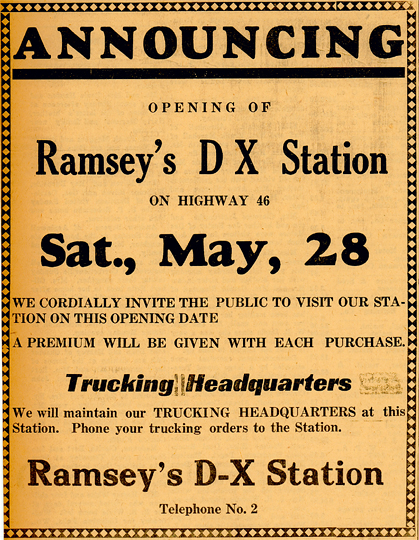 ANNOUNCING
OPENING OF
Ramsey's D X Station
ON HIGHWAY 46
Sat., May, 28
WE CORDIALLY INVITE THE PUBLIC TO VISIT OUR STA-
TION ON THIS OPENING DATE
A PREMIUM WILL BE GIVEN WITH EACH PURCHASE.
Trucking Headquarters
We will maintain our TRUCKING HEADQUARTERS at this
Station. Phone your trucking orders to the Station.
Ramsey's D-X Station
Telephone No. 2